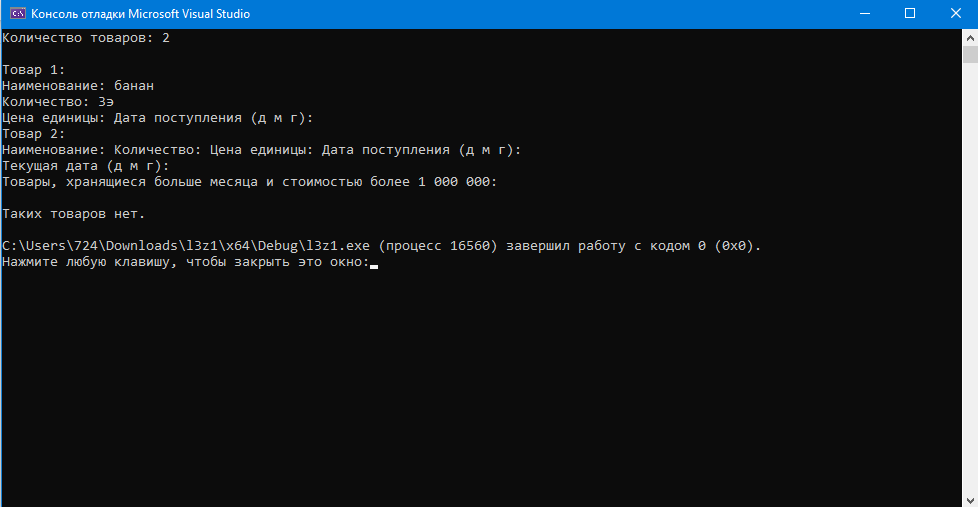 Консоль отладки Microsoft Visual Studio
Количество товаров: 2
Товар 1:
Наименование: банан
Количество: 3э
Цена единицы: Дата поступления (д м г):
Товар 2:
Наименование: Количество: Цена единицы: Дата поступления (д м г):
Текущая дата (д м г):
Товары, хранящиеся больше месяца и стоимостью более 1 000 000:
Таких товаров нет.
C:\Users\724\Downloads\l3z1\x64\Debug\l3z1.exe (процесс 16560) завершил работу с кодом 0 (0x0).
Нажмите любую клавишу, чтобы закрыть это окно: